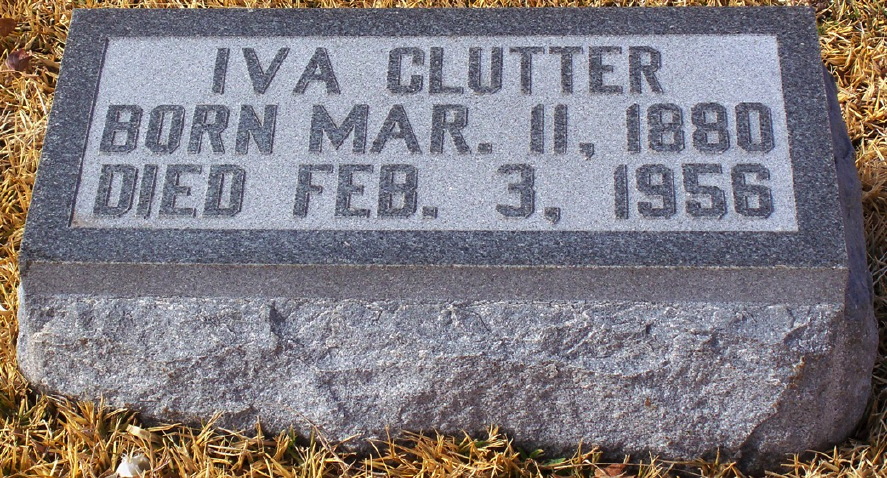 IVA CLUTTER
BORN MAR. 11, 1880
DIED FEB. 3, 1956